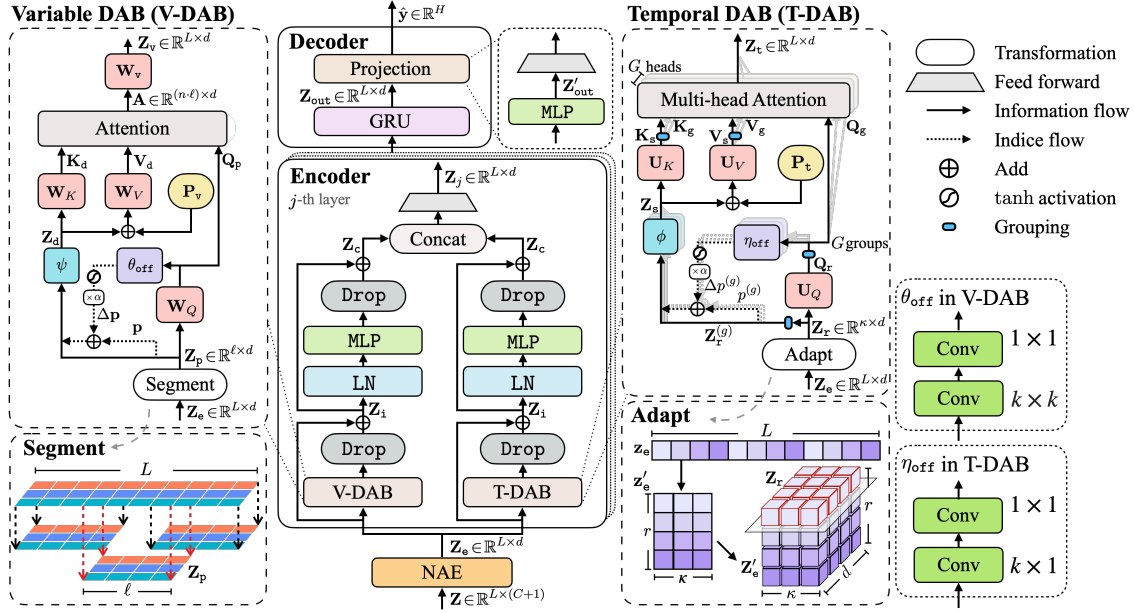 Variable DAB (V-DAB)
Z_v ∈ ℝ^{L×d}
W_v
A ∈ ℝ^{(n·ℓ)×d}
Attention
K_d
V_d
Q_p
W_K
W_V
P_v
Z_d
ψ
θ_off
×α
Δp
W_Q
p
Z_p ∈ ℝ^{ℓ×d}
Segment
Z_e ∈ ℝ^{L×d}
Segment
L
Z_p
ℓ
ŷ ∈ ℝ^H
Decoder
Projection
Z_out ∈ ℝ^{L×d}
GRU
Z′_out
MLP
Encoder
j-th layer
Z_j ∈ ℝ^{L×d}
Concat
Z_c
Z_c
Drop
Drop
MLP
MLP
LN
LN
Z_i
Z_i
Drop
Drop
V-DAB
T-DAB
Z_e ∈ ℝ^{L×d}
NAE
Z ∈ ℝ^{L×(C+1)}
Temporal DAB (T-DAB)
Z_t ∈ ℝ^{L×d}
G heads
Multi-head Attention
K_s
K_g
V_s
V_g
Q_g
U_K
U_V
P_t
Z_s
ϕ
η_off
G groups
×α
Δp^{(g)}
p^{(g)}
Q_r
U_Q
Z_r^{(g)}
Z_r ∈ ℝ^{κ×d}
Adapt
Z_e ∈ ℝ^{L×d}
Adapt
L
z_e
z′_e
r
κ
Z_r
r
Z′_e
κ
d
Transformation
Feed forward
Information flow
Indice flow
Add
tanh activation
Grouping
θ_off in V-DAB
Conv
1 × 1
Conv
k × k
η_off in T-DAB
Conv
1 × 1
Conv
k × 1